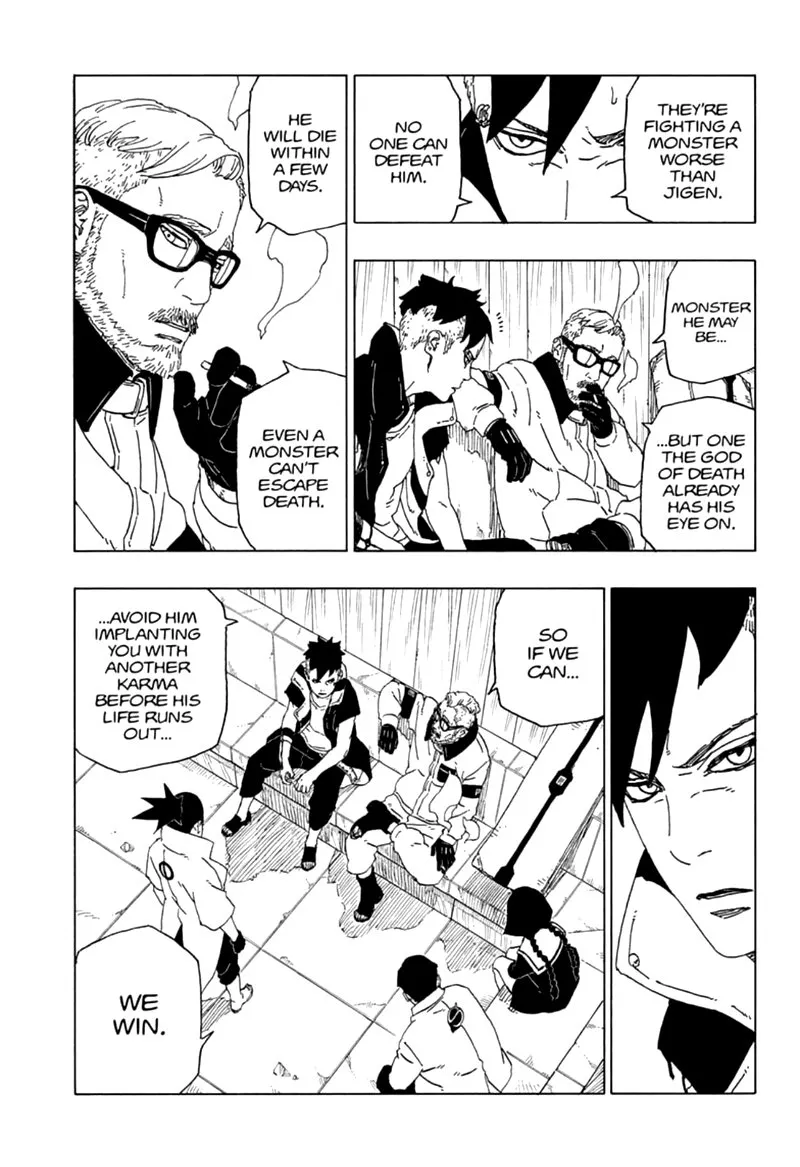 THEY'RE
FIGHTING A
MONSTER
WORSE
THAN
JIGEN.
NO
ONE CAN
DEFEAT
HIM.
MONSTER
HE MAY
BE...
...BUT ONE
THE GOD
OF DEATH
ALREADY
HAS HIS
EYE ON.
HE
WILL DIE
WITHIN
A FEW
DAYS.
EVEN A
MONSTER
CAN'T
ESCAPE
DEATH.
SO
IF WE
CAN...
...AVOID HIM
IMPLANTING
YOU WITH
ANOTHER
KARMA
BEFORE HIS
LIFE RUNS
OUT...
WE
WIN.